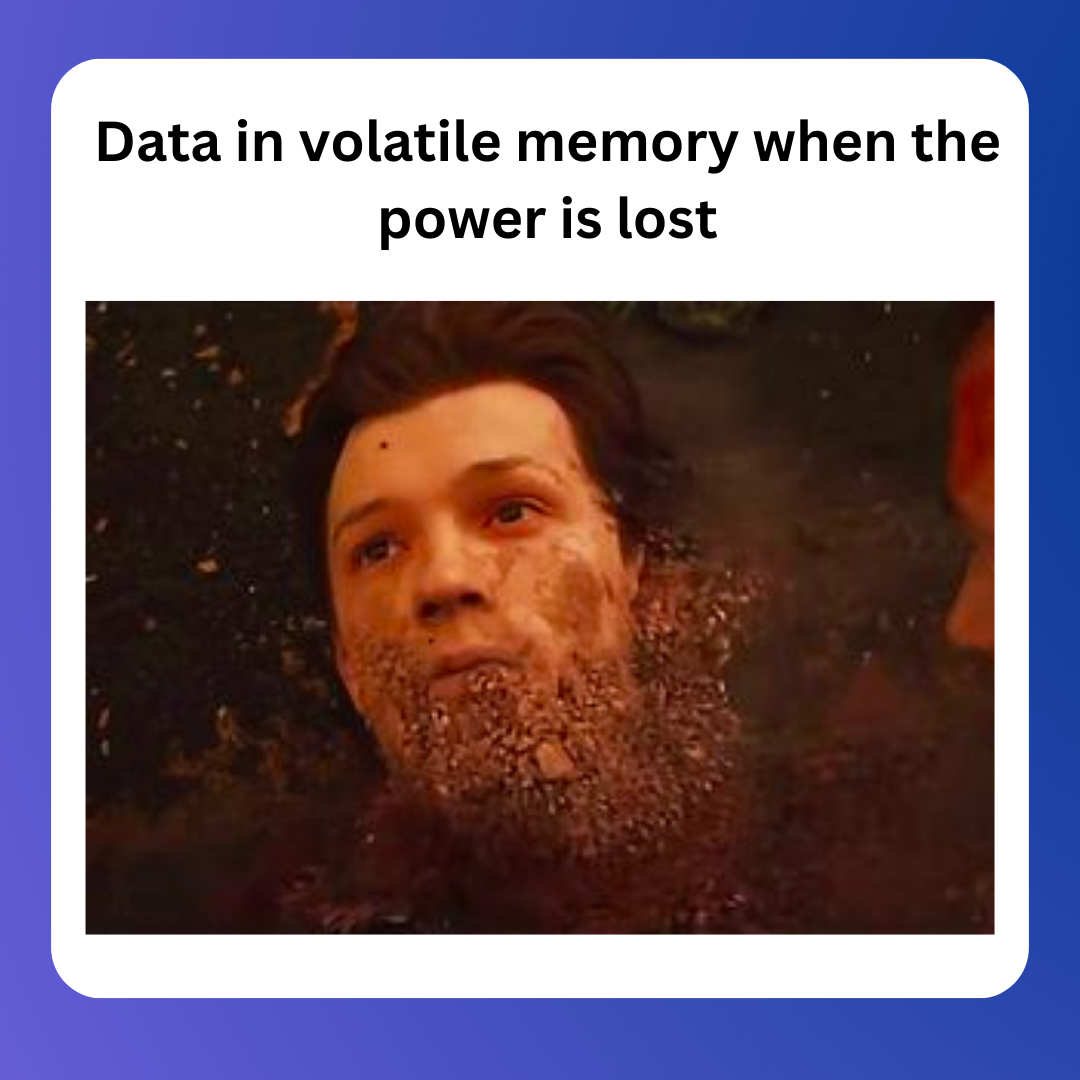 Data in volatile memory when the
power is lost